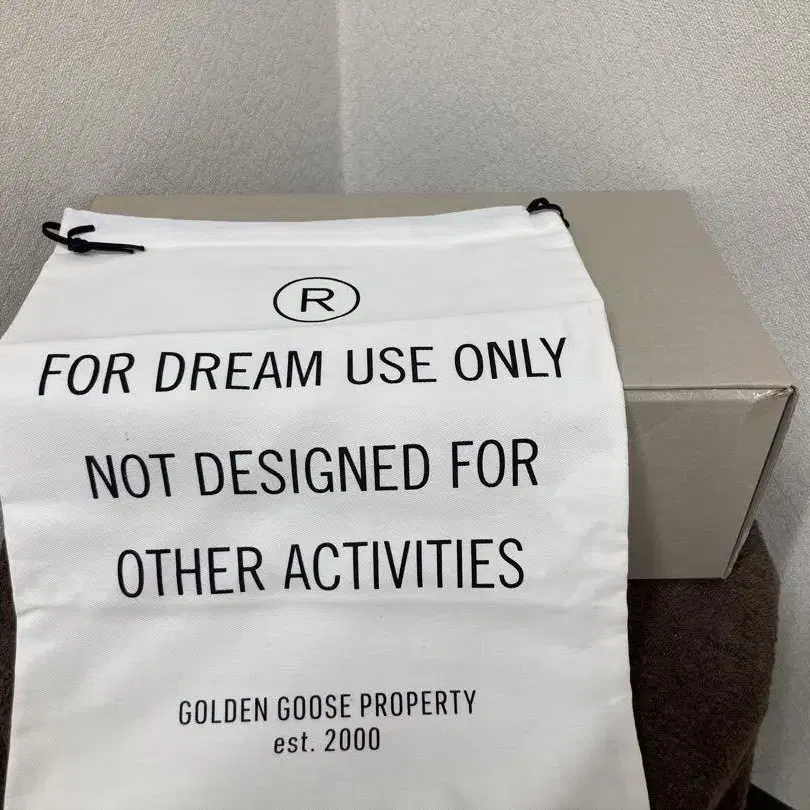 ®
FOR DREAM USE ONLY
NOT DESIGNED FOR
OTHER ACTIVITIES
GOLDEN GOOSE PROPERTY
est. 2000